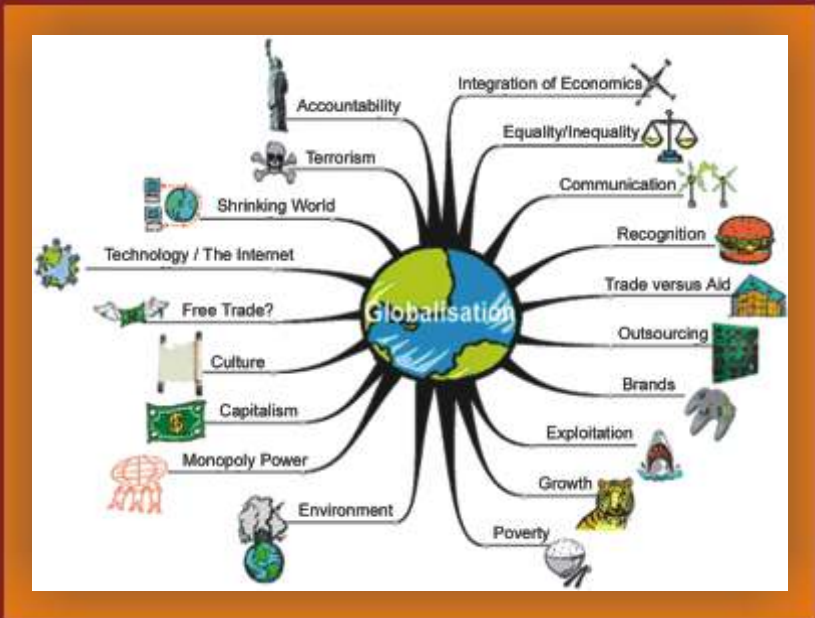 Accountability
Terrorism
Shrinking World
Technology / The Internet
Free Trade?
Culture
Capitalism
Monopoly Power
Environment
Globalisation
Integration of Economics
Equality/Inequality
Communication
Recognition
Trade versus Aid
Outsourcing
Brands
Exploitation
Growth
Poverty